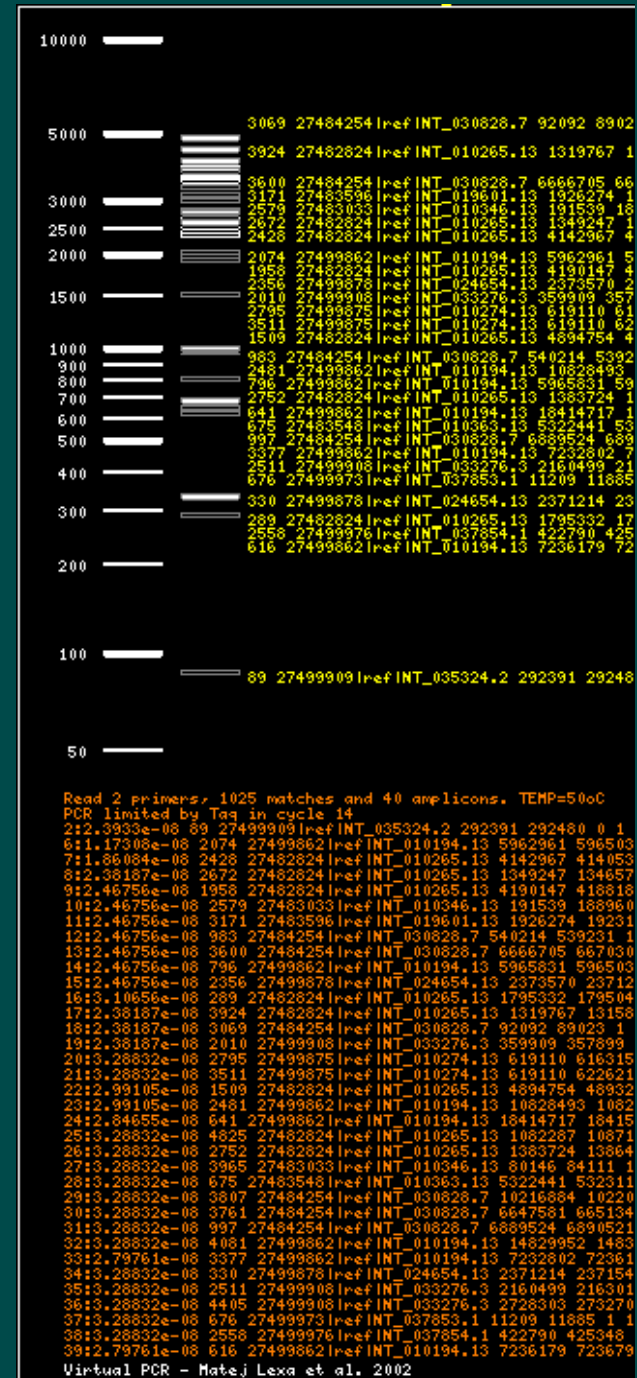 10000
3069 27484254|ref|NT_030828.7 92092 8902
5000
3924 27482824|ref|NT_010265.13 1319767 1
3600 27484254|ref|NT_030828.7 6666705 66
3171 27483596|ref|NT_019601.13 1926274 1
3000
2579 27483033|ref|NT_010346.13 191539 18
2672 27482824|ref|NT_010265.13 1349247 1
2500
2428 27482824|ref|NT_010265.13 4142967 4
2000
2074 27499862|ref|NT_010194.13 5962961 5
1958 27482824|ref|NT_010265.13 4190147 4
2356 27499878|ref|NT_024654.13 2373570 2
1500
2010 27499908|ref|NT_033276.3 359909 357
2795 27499875|ref|NT_010274.13 619110 61
3511 27499875|ref|NT_010274.13 619110 62
1509 27482824|ref|NT_010265.13 4894754 4
1000
983 27484254|ref|NT_030828.7 540214 5392
900
2481 27499862|ref|NT_010194.13 10828493
800
796 27499862|ref|NT_010194.13 5965831 59
2752 27482824|ref|NT_010265.13 1383724 1
700
641 27499862|ref|NT_010194.13 18414717 1
600
675 27483548|ref|NT_010363.13 5322441 53
997 27484254|ref|NT_030828.7 6889524 689
500
3377 27499862|ref|NT_010194.13 7232802 7
2511 27499908|ref|NT_033276.3 2160499 21
400
676 27499973|ref|NT_037853.1 11209 11885
330 27499878|ref|NT_024654.13 2371214 23
300
289 27482824|ref|NT_010265.13 1795332 17
2558 27499976|ref|NT_037854.1 422790 425
616 27499862|ref|NT_010194.13 7236179 72
200
100
89 27499909|ref|NT_035324.2 292391 29248
50
Read 2 primers, 1025 matches and 40 amplicons. TEMP=50oC
PCR limited by Taq in cycle 14
2:2.3933e-08 89 27499909|ref|NT_035324.2 292391 292480 0 1
6:1.17308e-08 2074 27499862|ref|NT_010194.13 5962961 596503
7:1.86084e-08 2428 27482824|ref|NT_010265.13 4142967 414053
8:2.38187e-08 2672 27482824|ref|NT_010265.13 1349247 134657
9:2.46756e-08 1958 27482824|ref|NT_010265.13 4190147 418818
10:2.46756e-08 2579 27483033|ref|NT_010346.13 191539 188960
11:2.46756e-08 3171 27483596|ref|NT_019601.13 1926274 19231
12:2.46756e-08 983 27484254|ref|NT_030828.7 540214 539231 1
13:2.46756e-08 3600 27484254|ref|NT_030828.7 6666705 667030
14:2.46756e-08 796 27499862|ref|NT_010194.13 5965831 596503
15:2.46756e-08 2356 27499878|ref|NT_024654.13 2373570 23712
16:3.10656e-08 289 27482824|ref|NT_010265.13 1795332 179504
17:2.38187e-08 3924 27482824|ref|NT_010265.13 1319767 13158
18:2.38187e-08 3069 27484254|ref|NT_030828.7 92092 89023 1
19:2.38187e-08 2010 27499908|ref|NT_033276.3 359909 357899
20:3.28832e-08 2795 27499875|ref|NT_010274.13 619110 616315
21:3.28832e-08 3511 27499875|ref|NT_010274.13 619110 622621
22:2.99105e-08 1509 27482824|ref|NT_010265.13 4894754 48932
23:2.99105e-08 2481 27499862|ref|NT_010194.13 10828493 1082
24:2.84655e-08 641 27499862|ref|NT_010194.13 18414717 18415
25:3.28832e-08 4825 27482824|ref|NT_010265.13 1082287 10871
26:3.28832e-08 2752 27482824|ref|NT_010265.13 1383724 13864
27:3.28832e-08 3965 27483033|ref|NT_010346.13 80146 84111 1
28:3.28832e-08 675 27483548|ref|NT_010363.13 5322441 532311
29:3.28832e-08 3807 27484254|ref|NT_030828.7 10216884 10220
30:3.28832e-08 3761 27484254|ref|NT_030828.7 6647581 665134
31:3.28832e-08 997 27484254|ref|NT_030828.7 6889524 6890521
32:3.28832e-08 4081 27499862|ref|NT_010194.13 14829952 1483
33:2.79761e-08 3377 27499862|ref|NT_010194.13 7232802 72361
34:3.28832e-08 330 27499878|ref|NT_024654.13 2371214 237154
35:3.28832e-08 2511 27499908|ref|NT_033276.3 2160499 216301
36:3.28832e-08 4405 27499908|ref|NT_033276.3 2728303 273270
37:3.28832e-08 676 27499973|ref|NT_037853.1 11209 11885 1 1
38:3.28832e-08 2558 27499976|ref|NT_037854.1 422790 425348
39:2.79761e-08 616 27499862|ref|NT_010194.13 7236179 723679
Virtual PCR - Matej Lexa et al. 2002